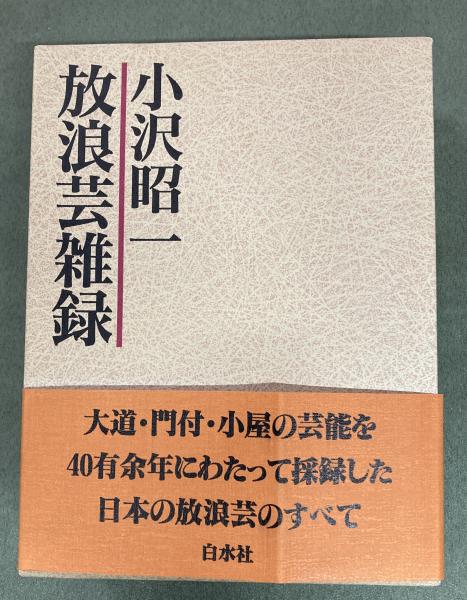 小沢昭一
放浪芸雑録
大道・門付・小屋の芸能を
40有余年にわたって採録した
日本の放浪芸のすべて
白水社